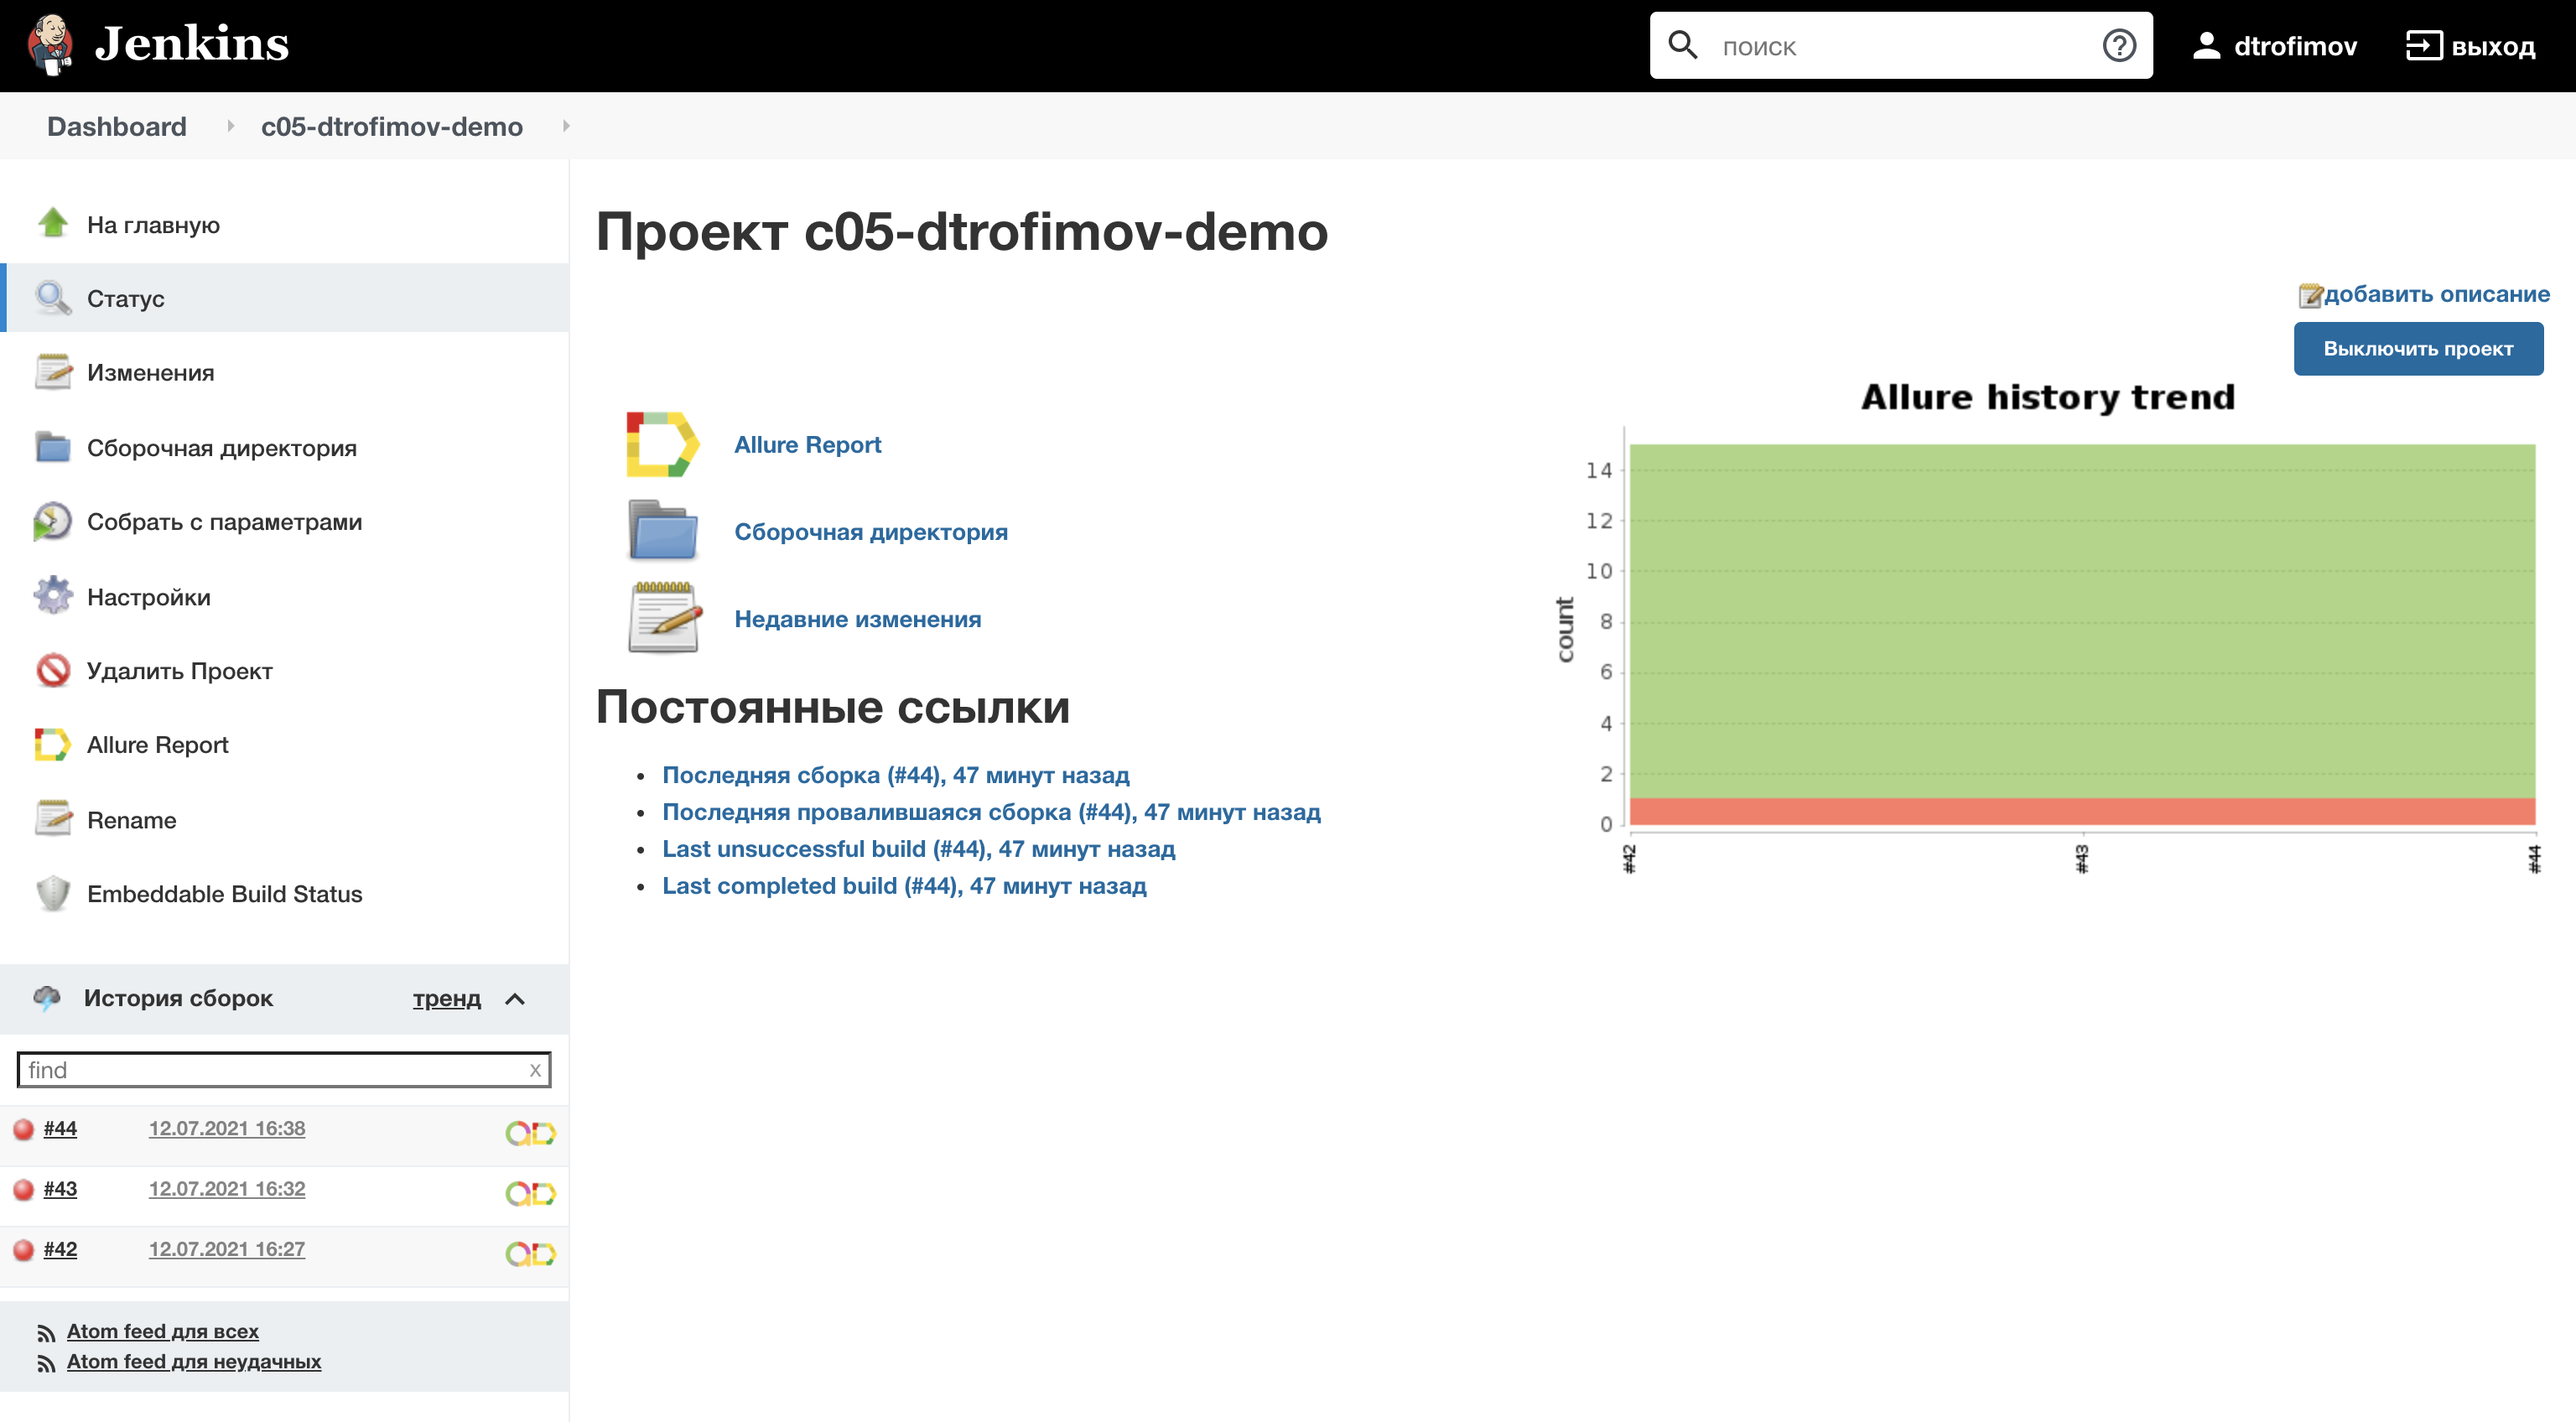 Jenkins
поиск
dtrofimov
выход
Dashboard
c05-dtrofimov-demo
На главную
Статус
Изменения
Сборочная директория
Собрать с параметрами
Настройки
Удалить Проект
Allure Report
Rename
Embeddable Build Status
История сборок
тренд
find
x
#44
12.07.2021 16:38
#43
12.07.2021 16:32
#42
12.07.2021 16:27
Atom feed для всех
Atom feed для неудачных
Проект c05-dtrofimov-demo
добавить описание
Выключить проект
Allure Report
Сборочная директория
Недавние изменения
Постоянные ссылки
Последняя сборка (#44), 47 минут назад
Последняя провалившаяся сборка (#44), 47 минут назад
Last unsuccessful build (#44), 47 минут назад
Last completed build (#44), 47 минут назад
Allure history trend
count
14
12
10
8
6
4
2
0
#42
#43
#44